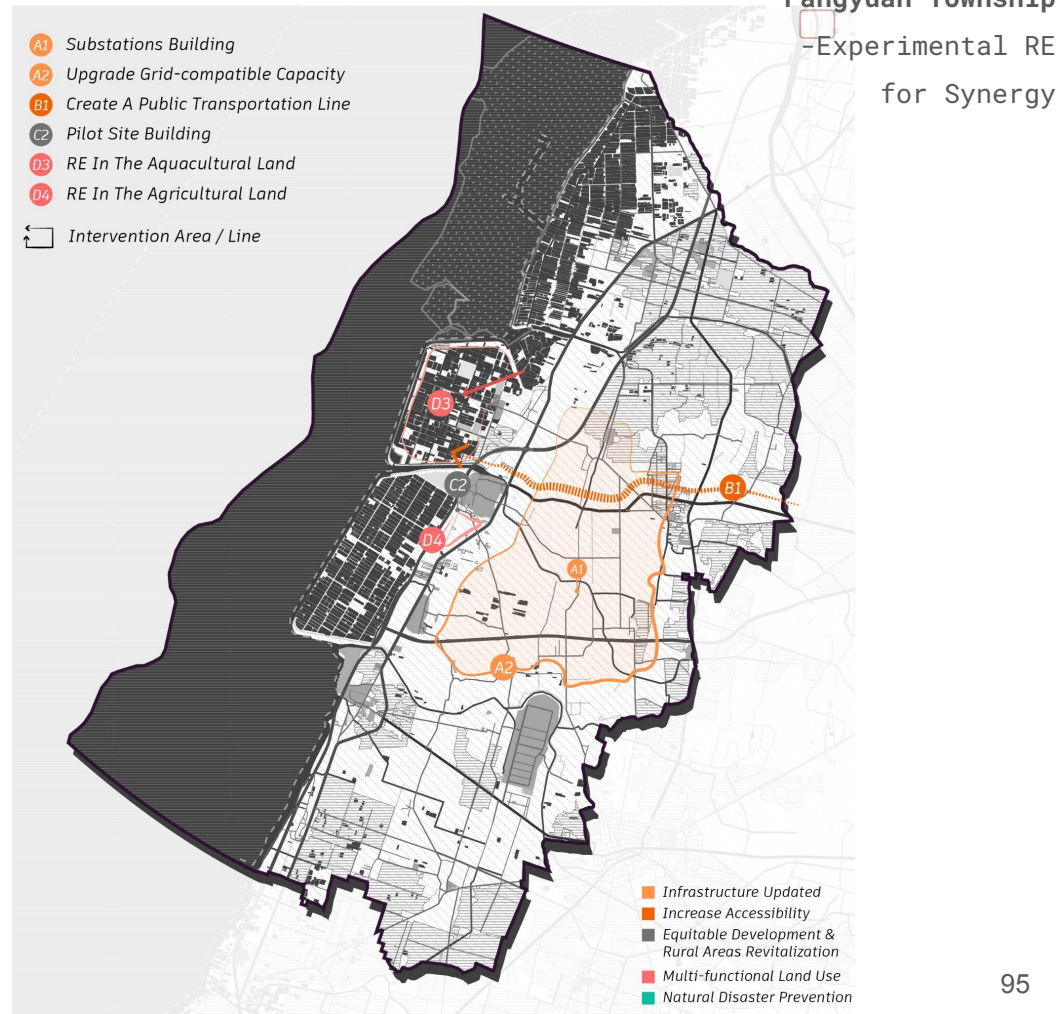 Fangyuan Township
-Experimental RE
for Synergy
A1 Substations Building
A2 Upgrade Grid-compatible Capacity
B1 Create A Public Transportation Line
C2 Pilot Site Building
D3 RE In The Aquacultural Land
D4 RE In The Agricultural Land
Intervention Area / Line
D3
C2
B1
D4
A1
A2
Infrastructure Updated
Increase Accessibility
Equitable Development &
Rural Areas Revitalization
Multi-functional Land Use
Natural Disaster Prevention
95